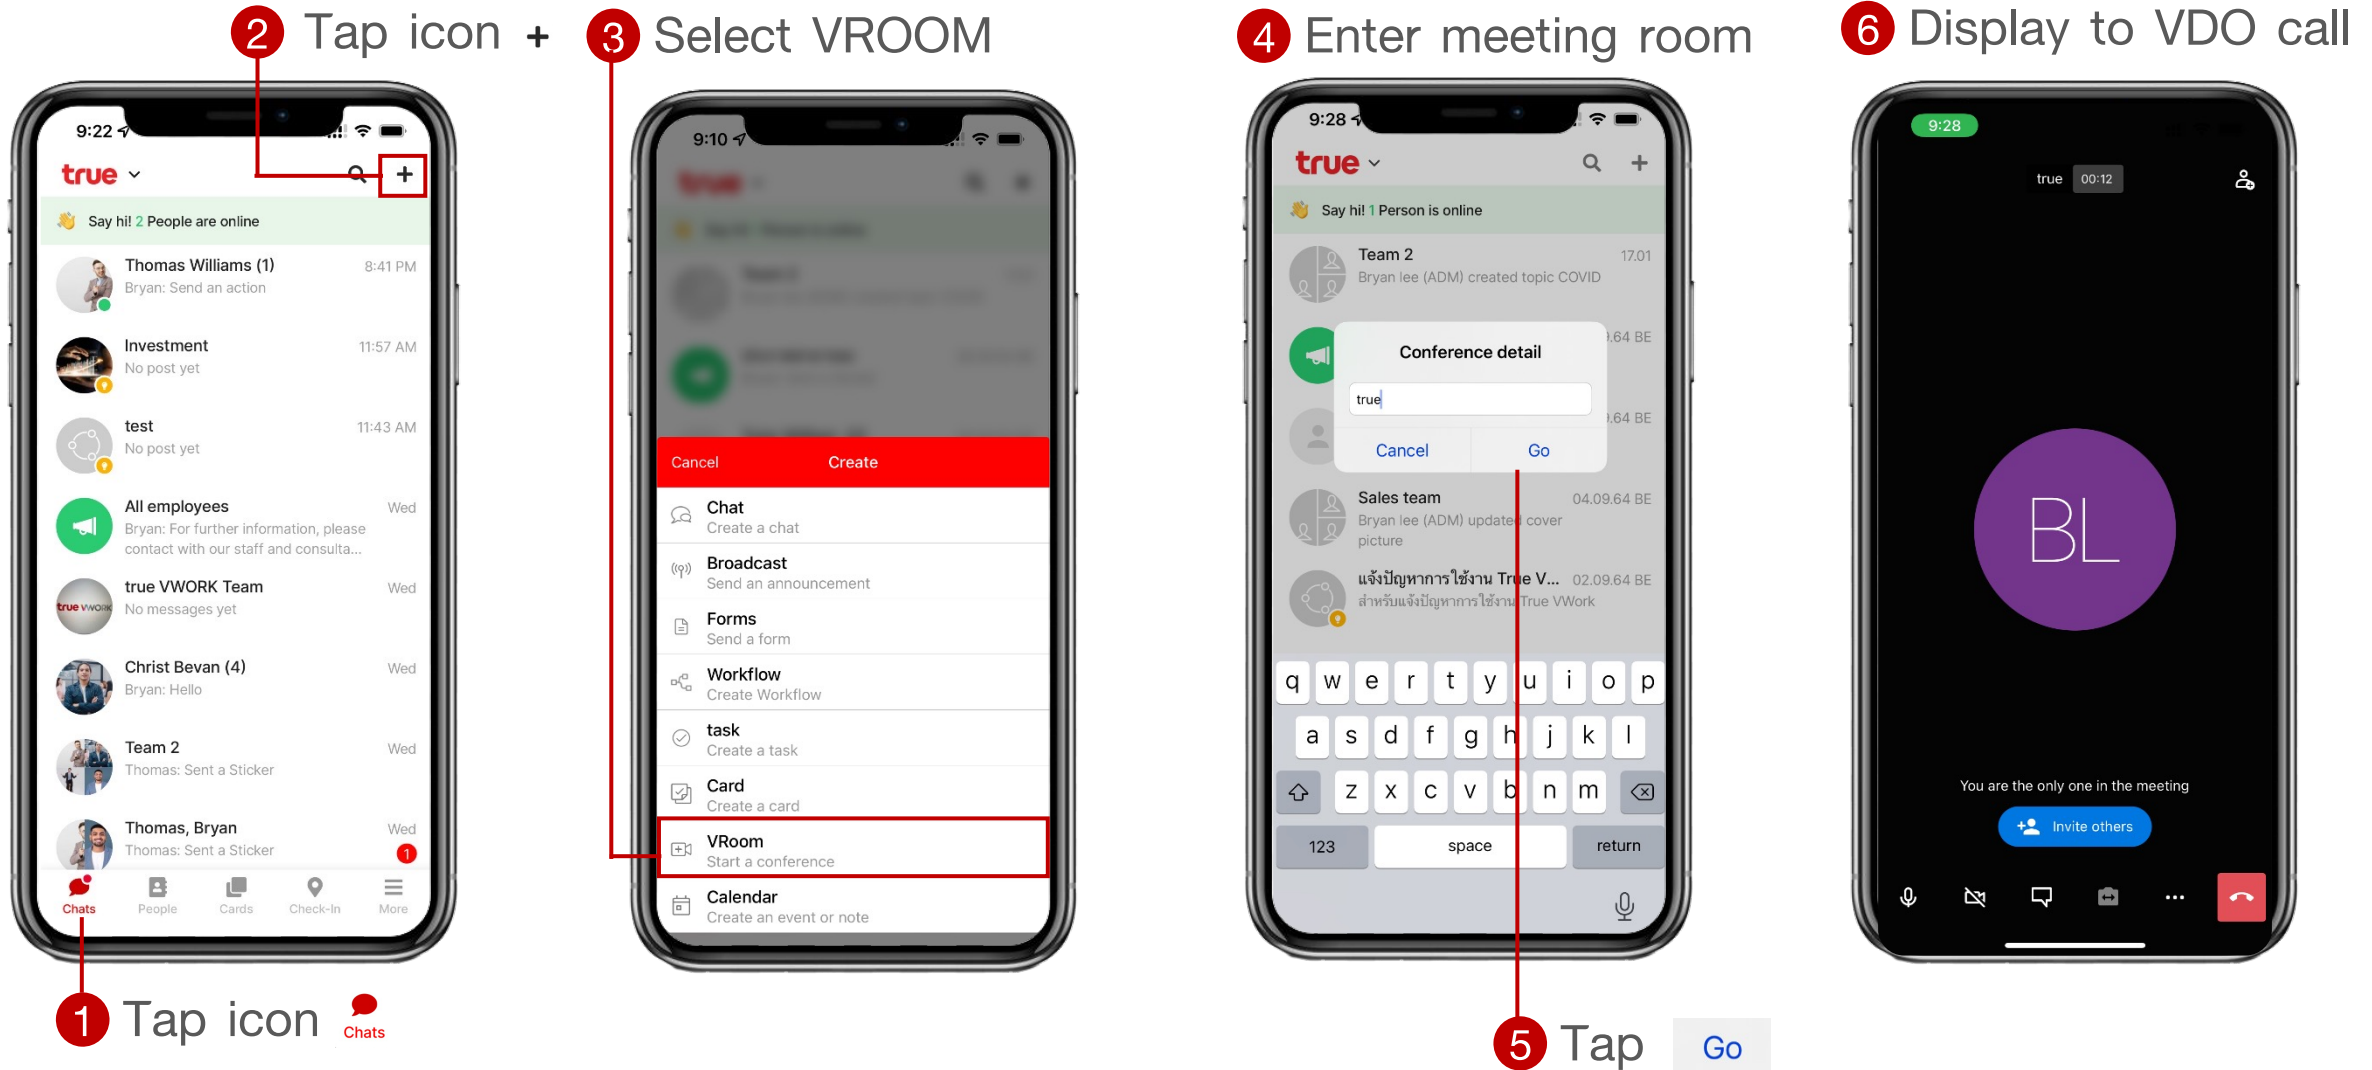 2 Tap icon +
3 Select VROOM
4 Enter meeting room
6 Display to VDO call
9:22
true
Say hi! 2 People are online
Thomas Williams (1) 8:41 PM
Bryan: Send an action
Investment 11:57 AM
No post yet
test 11:43 AM
No post yet
All employees Wed
Bryan: For further information, please
contact with our staff and consulta...
true VWORK Team Wed
true VWORK
No messages yet
Christ Bevan (4) Wed
Bryan: Hello
Team 2 Wed
Thomas: Sent a Sticker
Thomas, Bryan Wed
Thomas: Sent a Sticker 1
Chats People Cards Check-In More
1 Tap icon Chats
9:10
Cancel Create
Chat
Create a chat
Broadcast
Send an announcement
Forms
Send a form
Workflow
Create Workflow
task
Create a task
Card
Create a card
VRoom
Start a conference
Calendar
Create an event or note
9:28
true
Say hi! 1 Person is online
Team 2 17.01
Bryan lee (ADM) created topic COVID
.64 BE
Conference detail
true
.64 BE
Cancel Go
Sales team 04.09.64 BE
Bryan lee (ADM) updated cover
picture
แจ้งปัญหาการใช้งาน True V... 02.09.64 BE
สำหรับแจ้งปัญหาการใช้งาน True VWork
q w e r t y u i o p
a s d f g h j k l
z x c v b n m
123 space return
5 Tap Go
9:28
true 00:12
BL
You are the only one in the meeting
Invite others